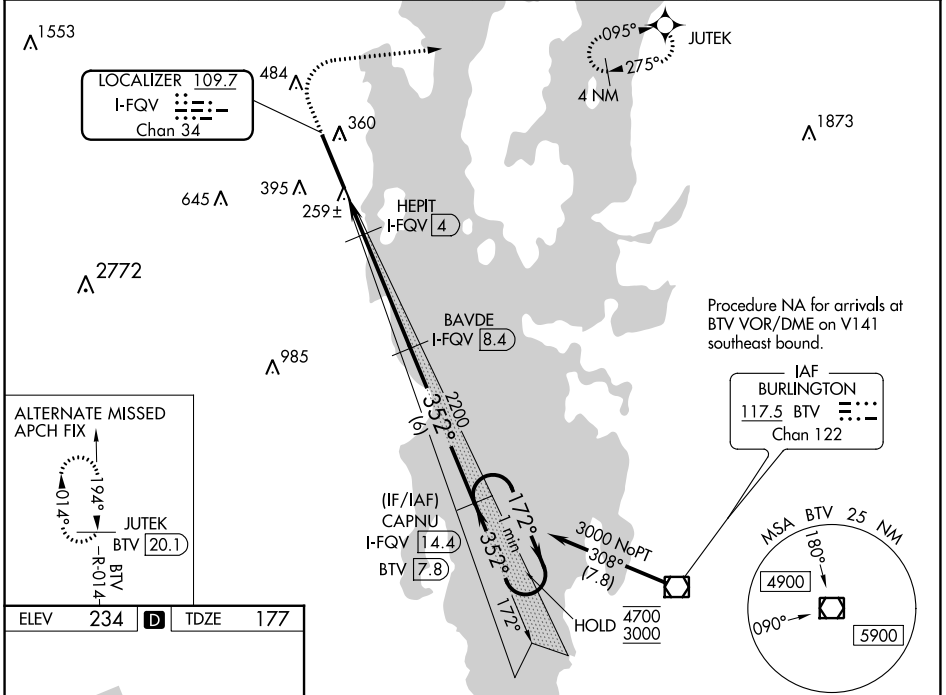 1553
LOCALIZER 109.7
I-FQV
Chan 34
484
360
095°
JUTEK
275°
4 NM
1873
645
395
259±
HEPIT
I-FQV 4
2772
BAVDE
I-FQV 8.4
Procedure NA for arrivals at
BTV VOR/DME on V141
southeast bound.
IAF
BURLINGTON
117.5 BTV
Chan 122
985
352°
2200
(6)
ALTERNATE MISSED
APCH FIX
014°
194°
JUTEK
BTV 20.1
R-014
BTV
(IF/IAF)
CAPNU
I-FQV 14.4
BTV 7.8
172°
1 min
352°
172°
3000 NoPT
308°
(7.8)
HOLD 4700
3000
MSA BTV 25 NM
180°
4900
090°
5900
ELEV 234 D TDZE 177